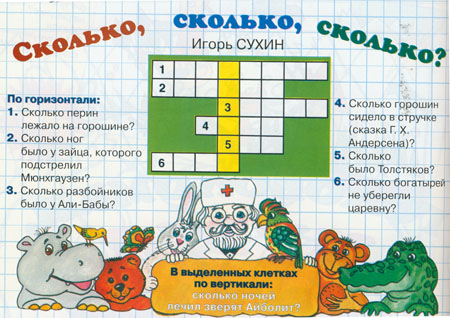 Сколько, сколько, сколько?
Игорь СУХИН
По горизонтали:
1. Сколько перин
лежало на горошине?
2. Сколько ног
было у зайца, которого
подстрелил
Мюнхгаузен?
3. Сколько разбойников
было у Али-Бабы?
1
2
3
4
5
6
4. Сколько горошин
сидело в стручке
(сказка Г. Х.
Андерсена)?
5. Сколько
было Толстяков?
6. Сколько богатырей
не уберегли
царевну?
В выделенных клетках
по вертикали:
сколько ночей
лечил зверят Айболит?